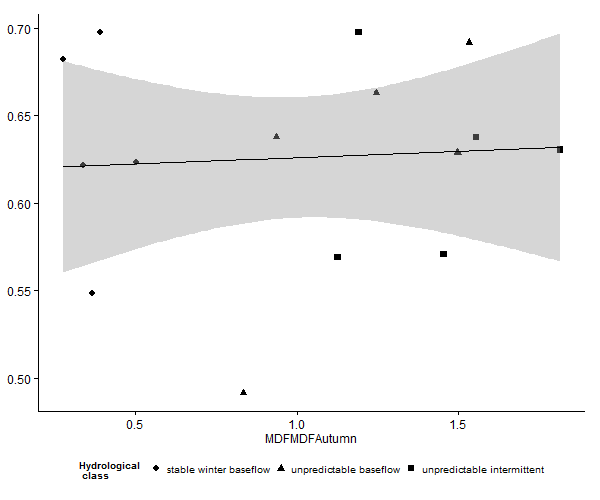 0.70
0.65
0.60
0.55
0.50
0.5 1.0 1.5
MDFMDFAutumn
Hydrological
class
stable winter baseflow unpredictable baseflow unpredictable intermittent